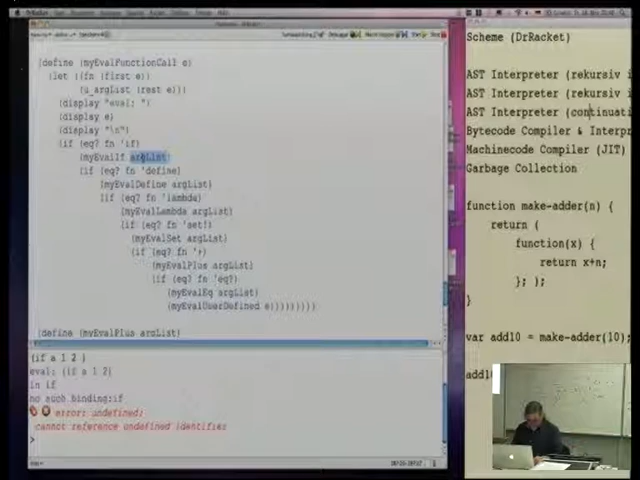 (define (myEvalFunctionCall e)
(let ((fn (first e))
(u_argList (rest e)))
(display "eval: ")
(display e)
(display "\n")
(if (eq? fn 'if)
(myEvalIf argList)
(if (eq? fn 'define)
(myEvalDefine argList)
(if (eq? fn 'lambda)
(myEvalLambda argList)
(if (eq? fn 'set!)
(myEvalSet argList)
(if (eq? fn '+)
(myEvalPlus argList)
(if (eq? fn 'eq?)
(myEvalEq argList)
(myEvalUserDefined e)))))))))
(define (myEvalPlus argList)
(if a 1 2 )
eval: (if a 1 2)
in if
no such binding:if
error: undefined;
cannot reference undefined identifier
>
Scheme (DrRacket)
AST Interpreter (rekursiv i
AST Interpreter (rekursiv i
AST Interpreter (continuati
Bytecode Compiler & Interpr
Machinecode Compiler (JIT)
Garbage Collection
function make-adder(n) {
return (
function(x) {
return x+n;
}; );
}
var add10 = make-adder(10);
add1